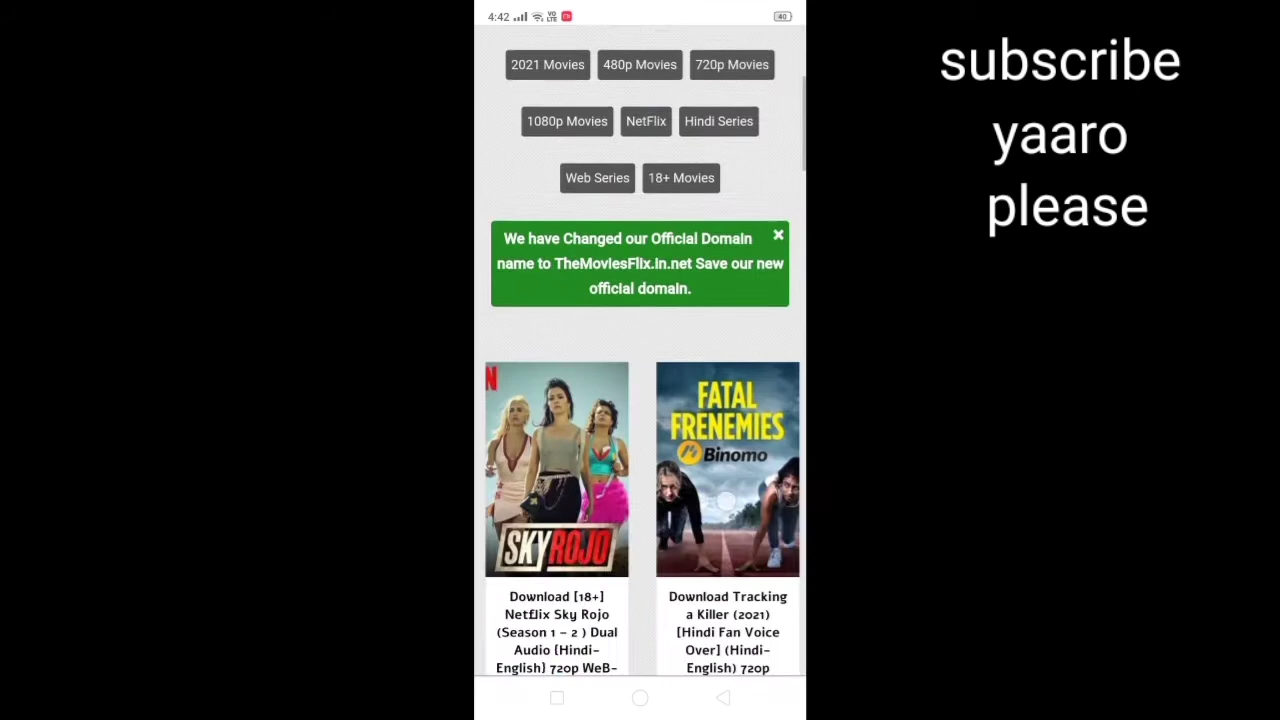 4:42
VO
LTE
40
subscribe
yaaro
please
2021 Movies 480p Movies 720p Movies
1080p Movies NetFlix Hindi Series
Web Series 18+ Movies
We have Changed our Official Domain
name to TheMoviesFlix.in.net Save our new
official domain.
N
SKY ROJO
FATAL
FRENEMIES
Binomo
Download [18+]
Netflix Sky Rojo
(Season 1 – 2 ) Dual
Audio {Hindi-
English} 720p WeB-
Download Tracking
a Killer (2021)
[Hindi Fan Voice
Over] (Hindi-
English) 720p